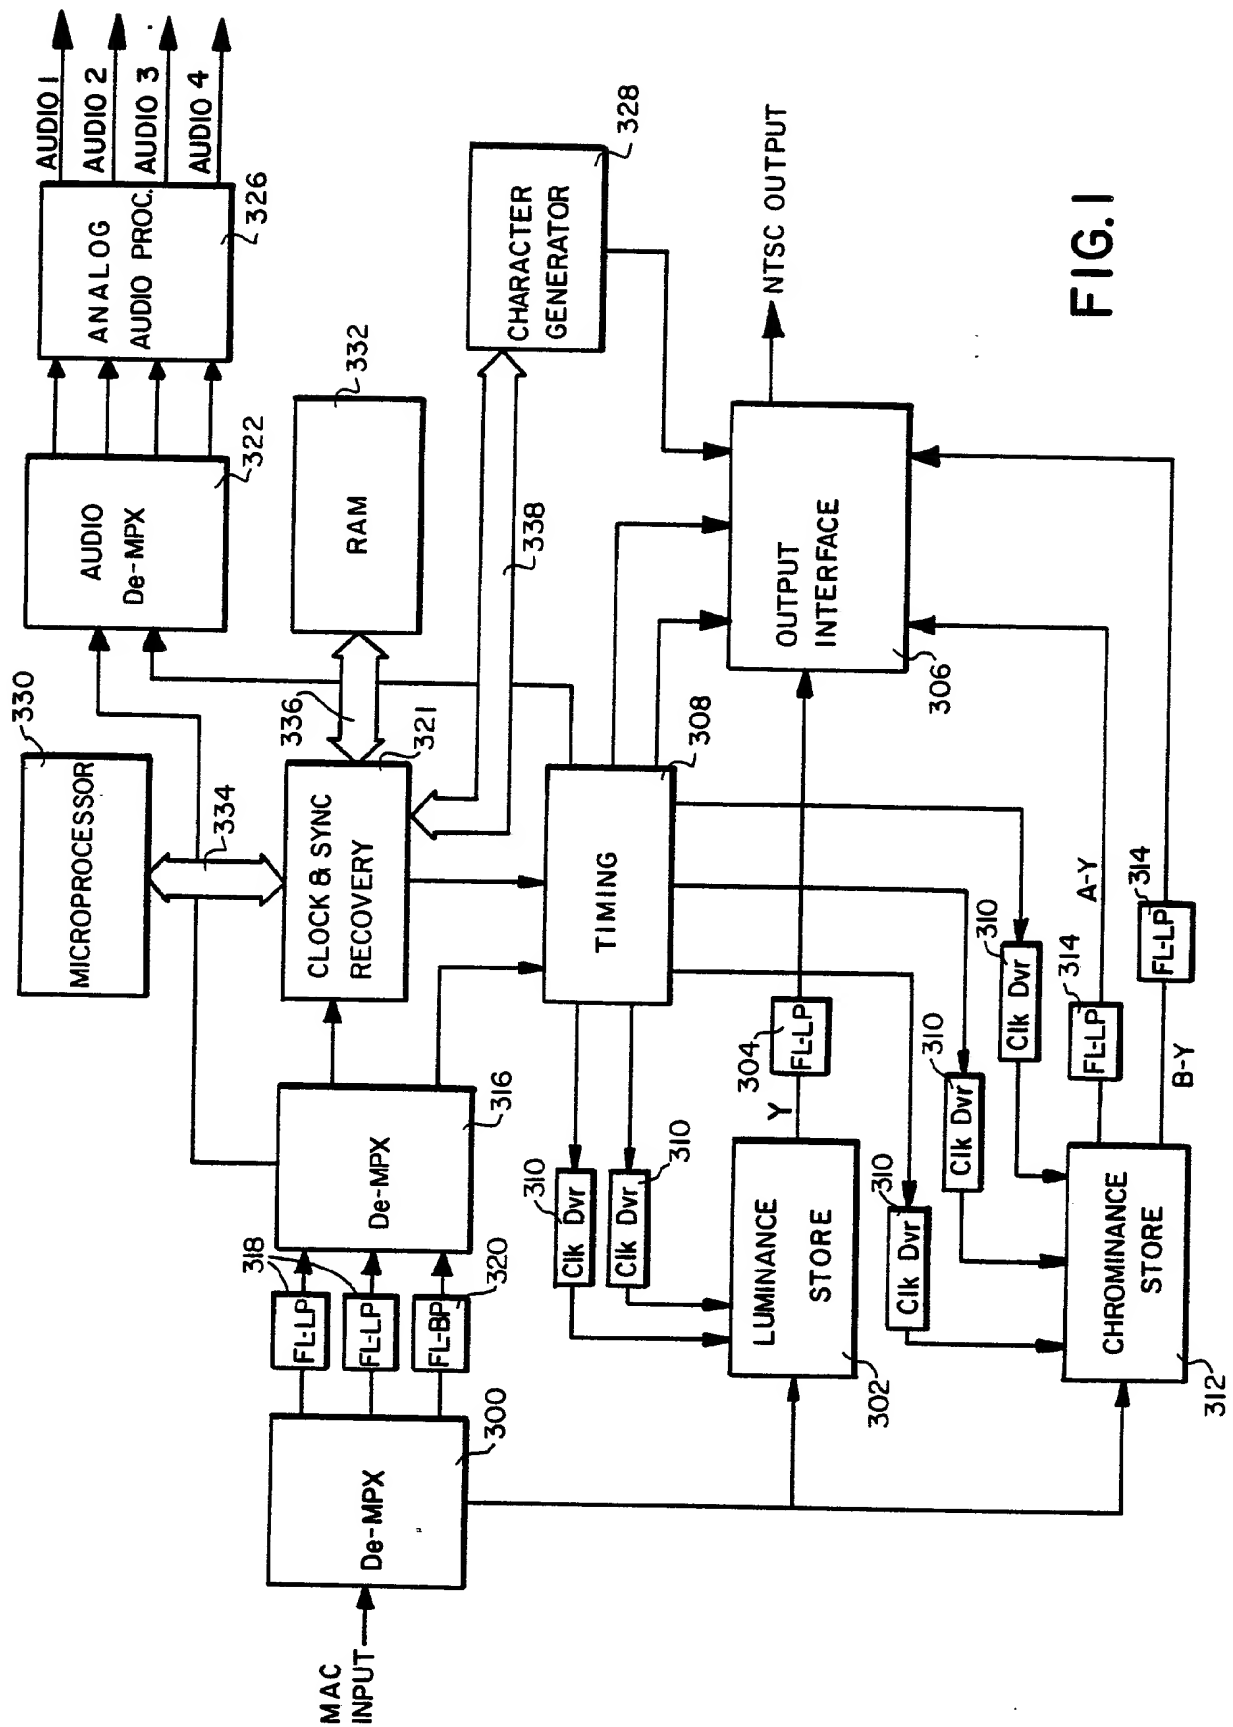 MAC
INPUT
De-MPX
300
FL-LP
FL-LP
318
FL-BP
320
De-MPX
316
MICROPROCESSOR
330
334
CLOCK & SYNC
RECOVERY
321
336
RAM
332
AUDIO
De-MPX
322
ANALOG
AUDIO PROC.
326
AUDIO 1
AUDIO 2
AUDIO 3
AUDIO 4
338
CHARACTER
GENERATOR
328
TIMING
308
Clk Dvr
310
Clk Dvr
310
LUMINANCE
STORE
302
Y
FL-LP
304
OUTPUT
INTERFACE
306
NTSC OUTPUT
Clk Dvr
310
Clk Dvr
310
Clk Dvr
310
CHROMINANCE
STORE
312
FL-LP
314
A-Y
B-Y
FL-LP
314
FIG. 1